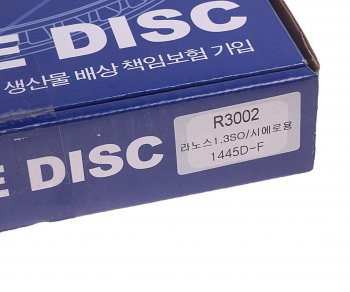 E DISC
생산물 배상 책임보험 가입
E DISC
R3002
라노스1.3SO/시에로용
1445D-F